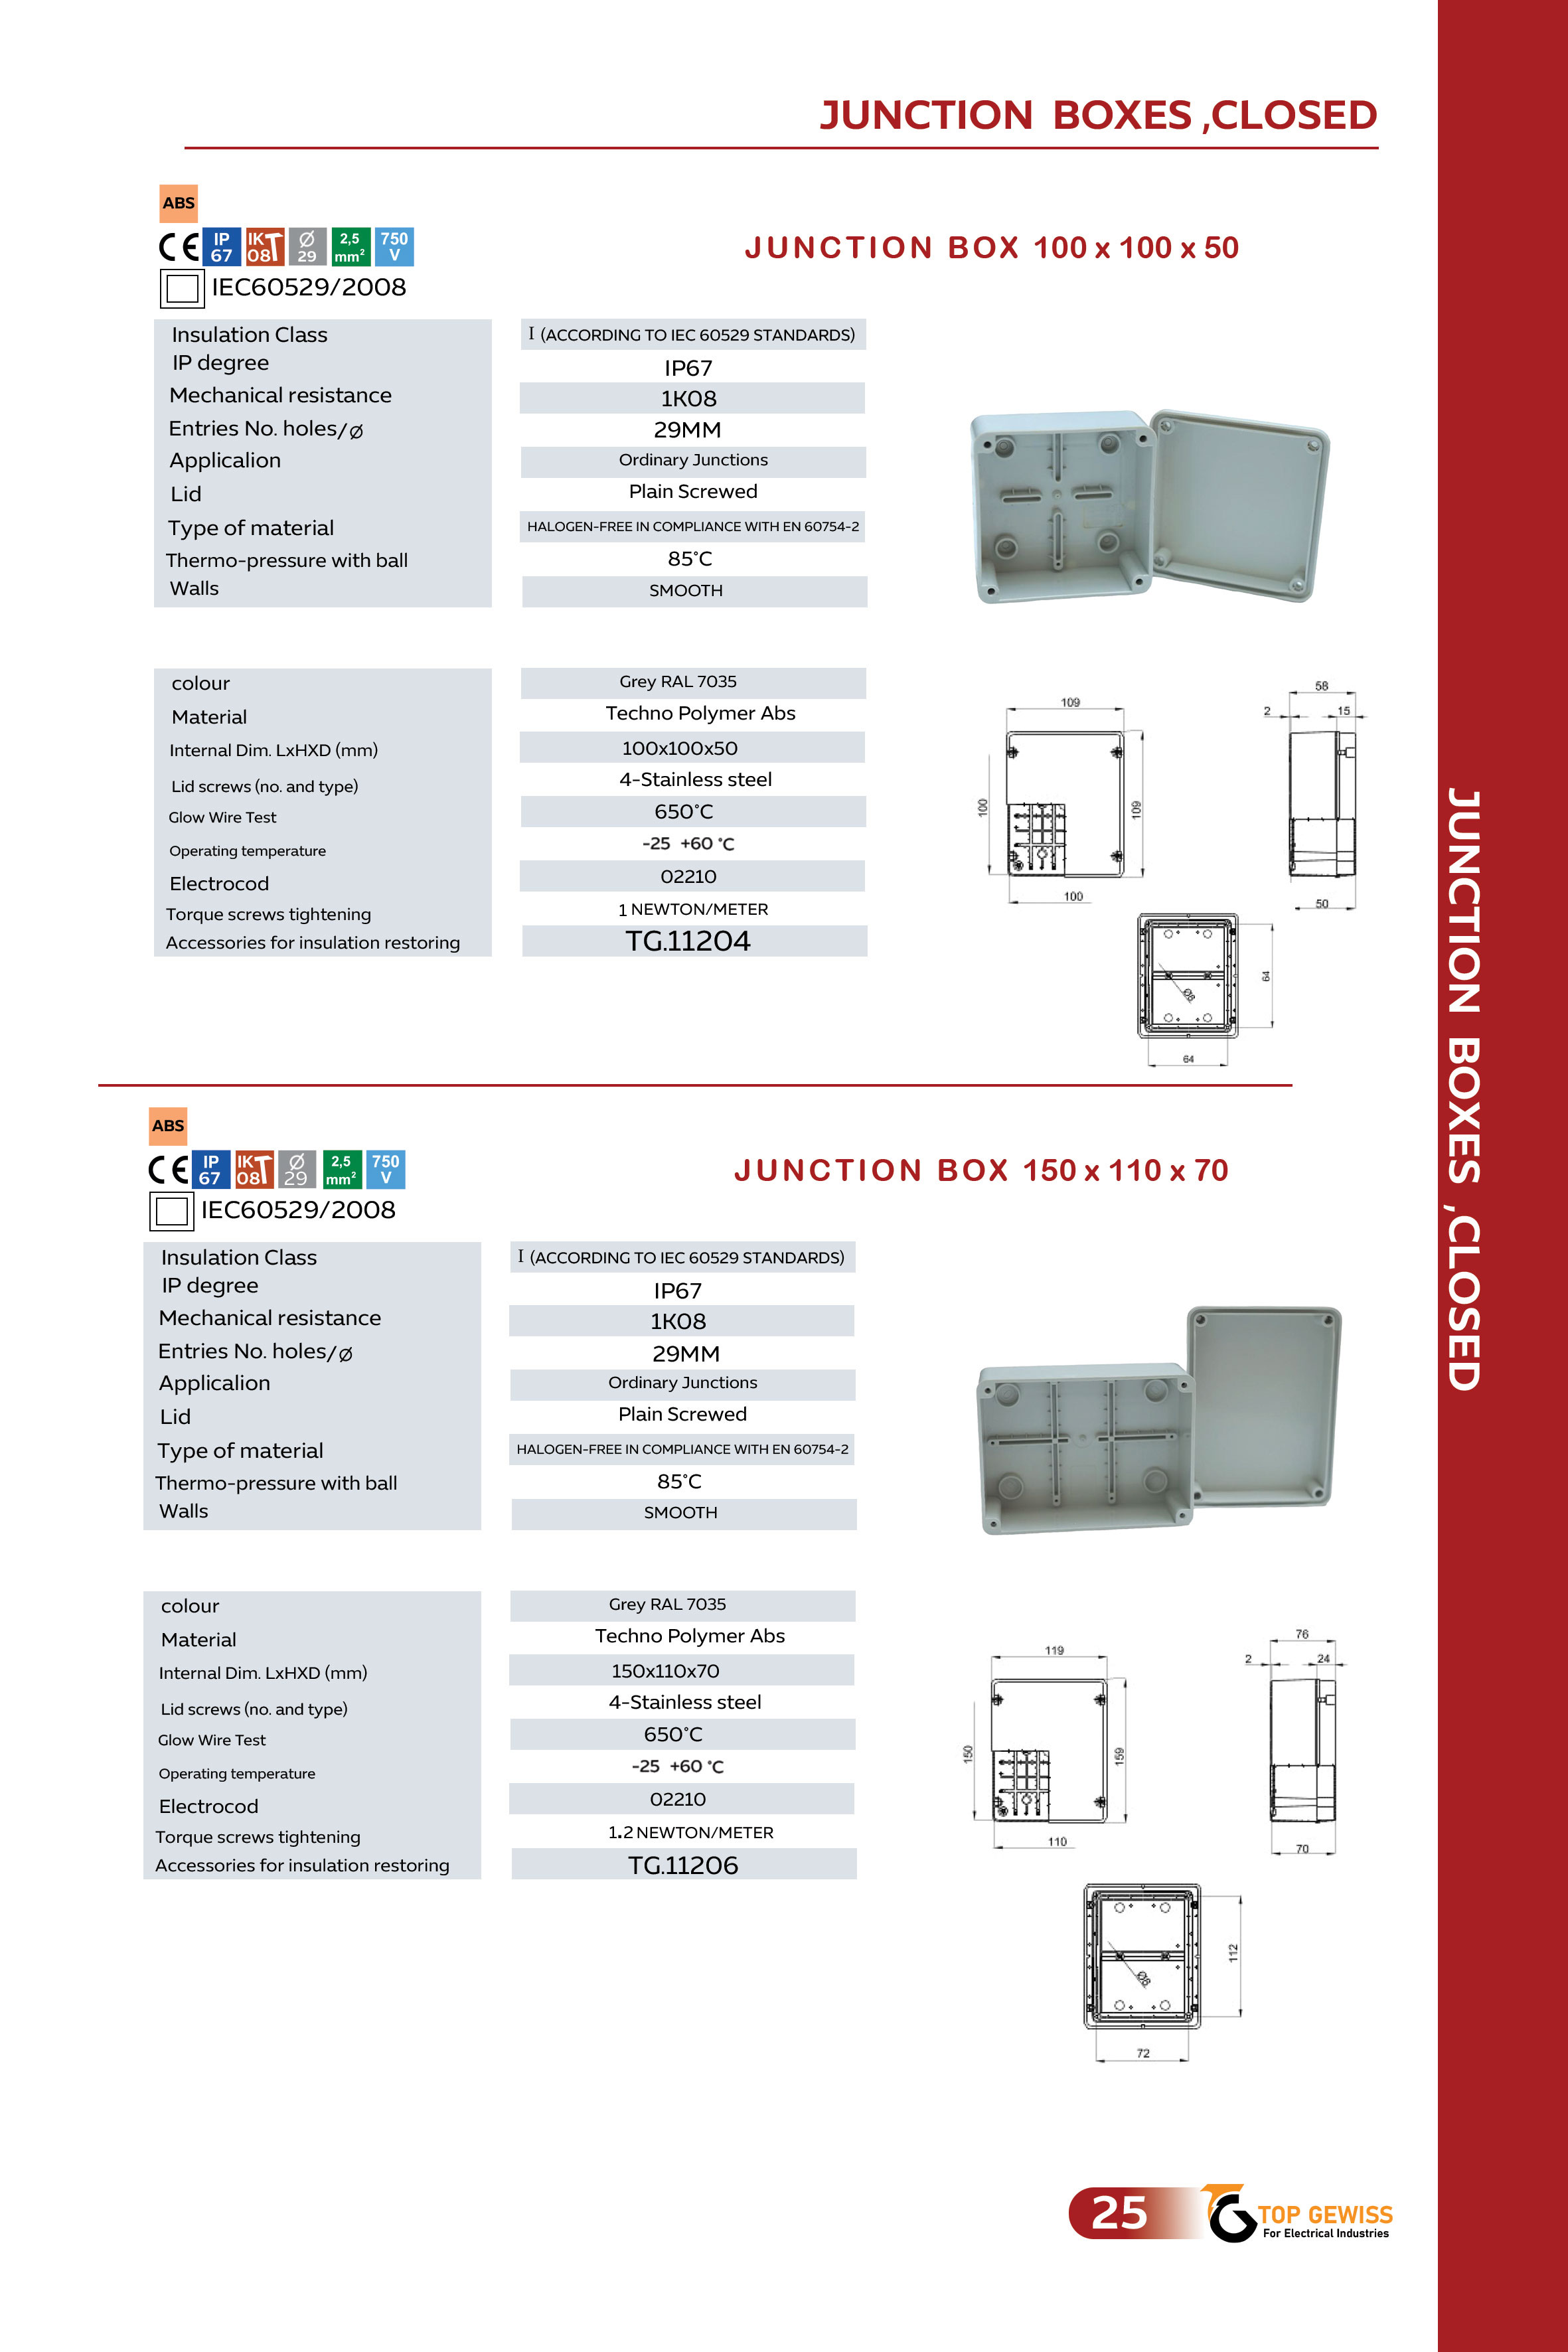 JUNCTION BOXES ,CLOSED
ABS
CE IP 67 IK 08 Ø 29 2,5 mm² 750 V
IEC60529/2008
JUNCTION BOX 100 x 100 x 50
Insulation Class I (ACCORDING TO IEC 60529 STANDARDS)
IP degree IP67
Mechanical resistance 1K08
Entries No. holes/Ø 29MM
Applicalion Ordinary Junctions
Lid Plain Screwed
Type of material HALOGEN-FREE IN COMPLIANCE WITH EN 60754-2
Thermo-pressure with ball 85°C
Walls SMOOTH
colour Grey RAL 7035
Material Techno Polymer Abs
Internal Dim. LxHXD (mm) 100x100x50
Lid screws (no. and type) 4-Stainless steel
Glow Wire Test 650°C
Operating temperature -25 +60 °C
Electrocod 02210
Torque screws tightening 1 NEWTON/METER
Accessories for insulation restoring TG.11204
109
100
109
100
58
2
15
50
Ø8
64
64
ABS
CE IP 67 IK 08 Ø 29 2,5 mm² 750 V
IEC60529/2008
JUNCTION BOX 150 x 110 x 70
Insulation Class I (ACCORDING TO IEC 60529 STANDARDS)
IP degree IP67
Mechanical resistance 1K08
Entries No. holes/Ø 29MM
Applicalion Ordinary Junctions
Lid Plain Screwed
Type of material HALOGEN-FREE IN COMPLIANCE WITH EN 60754-2
Thermo-pressure with ball 85°C
Walls SMOOTH
colour Grey RAL 7035
Material Techno Polymer Abs
Internal Dim. LxHXD (mm) 150x110x70
Lid screws (no. and type) 4-Stainless steel
Glow Wire Test 650°C
Operating temperature -25 +60 °C
Electrocod 02210
Torque screws tightening 1.2 NEWTON/METER
Accessories for insulation restoring TG.11206
119
150
159
110
76
2
24
70
Ø8
112
72
JUNCTION BOXES ,CLOSED
25
TOP GEWISS
For Electrical Industries